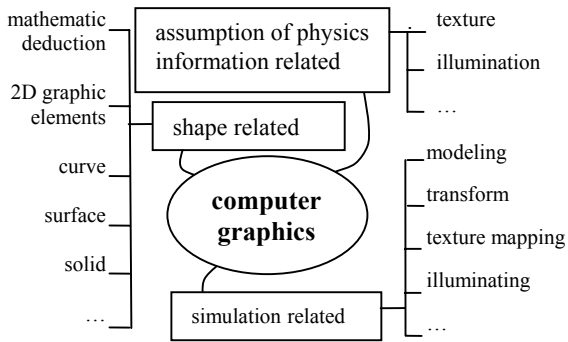 mathematic
deduction
2D graphic
elements
curve
surface
solid
…
assumption of physics
information related
shape related
computer
graphics
simulation related
texture
illumination
…
modeling
transform
texture mapping
illuminating
…